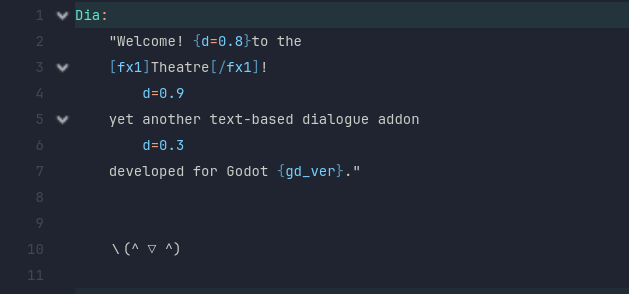 1 Dia:
2 "Welcome! {d=0.8}to the
3 [fx1]Theatre[/fx1]!
4 d=0.9
5 yet another text-based dialogue addon
6 d=0.3
7 developed for Godot {gd_ver}."
8
9
10 \(^ ▽ ^)
11